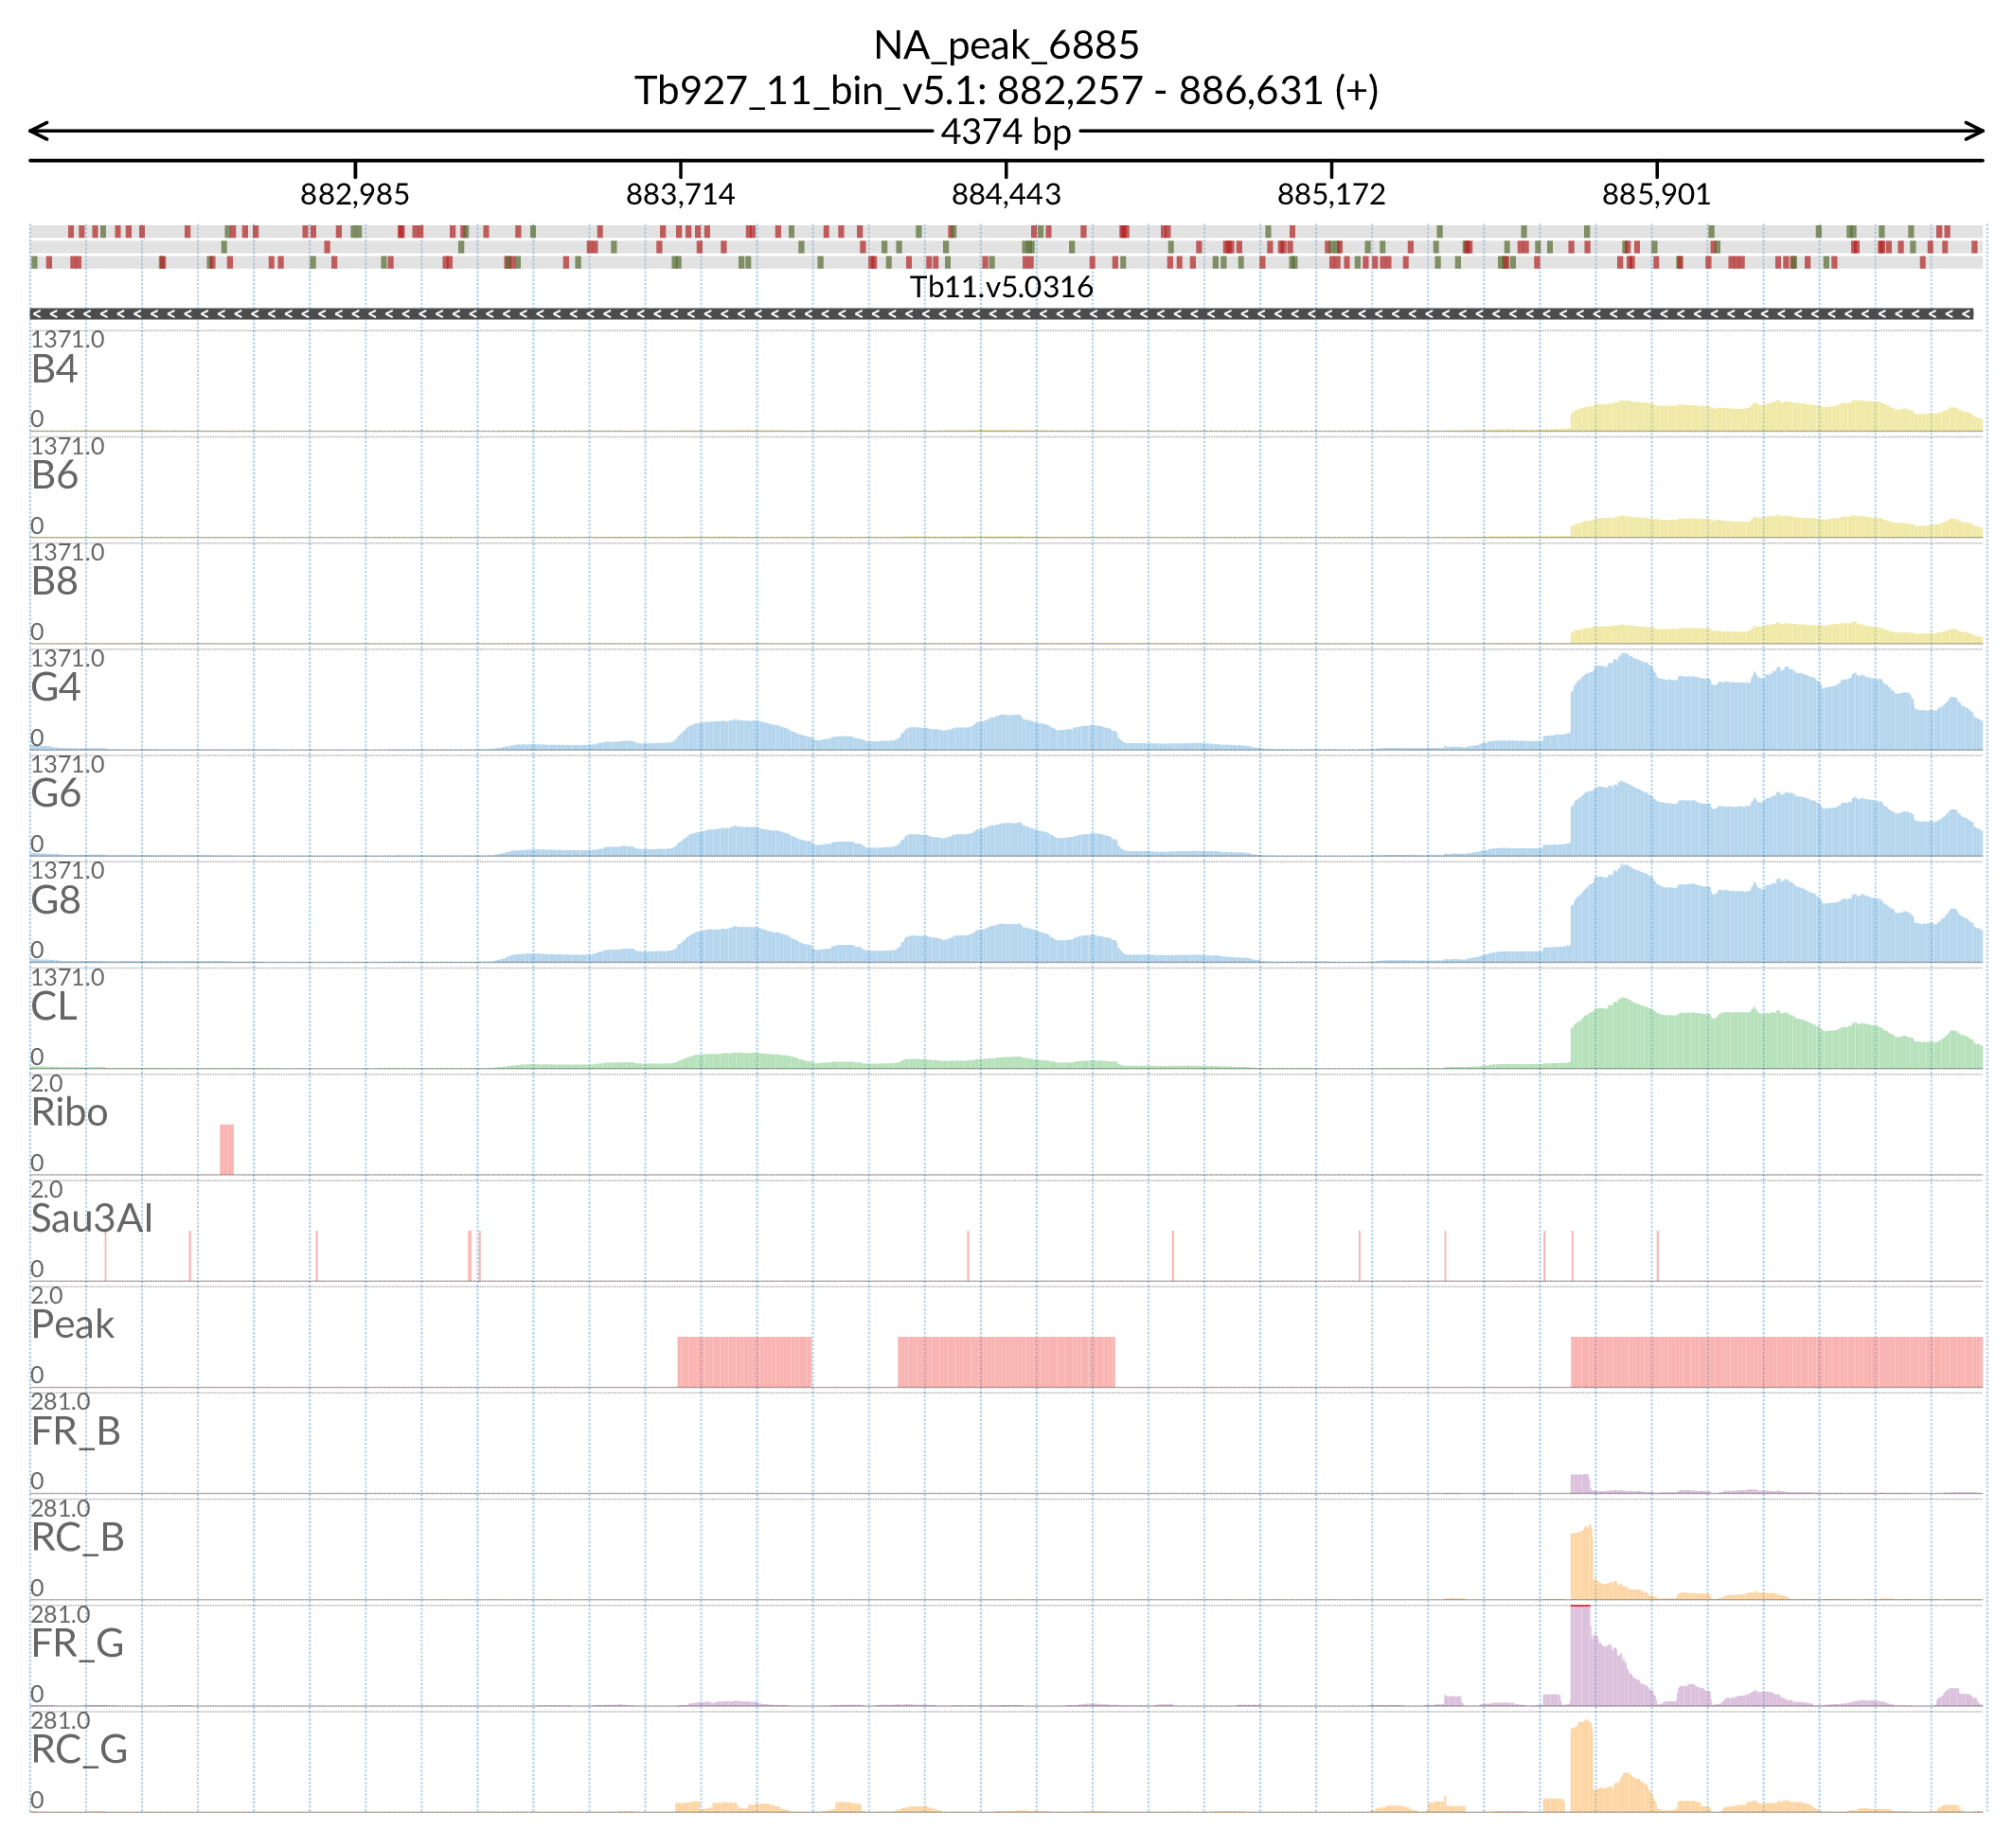 NA_peak_6885
Tb927_11_bin_v5.1: 882,257 - 886,631 (+)
4374 bp
882,985 883,714 884,443 885,172 885,901
Tb11.v5.0316
1371.0
B4
0
1371.0
B6
0
1371.0
B8
0
1371.0
G4
0
1371.0
G6
0
1371.0
G8
0
1371.0
CL
0
2.0
Ribo
0
2.0
Sau3AI
0
2.0
Peak
0
281.0
FR_B
0
281.0
RC_B
0
281.0
FR_G
0
281.0
RC_G
0